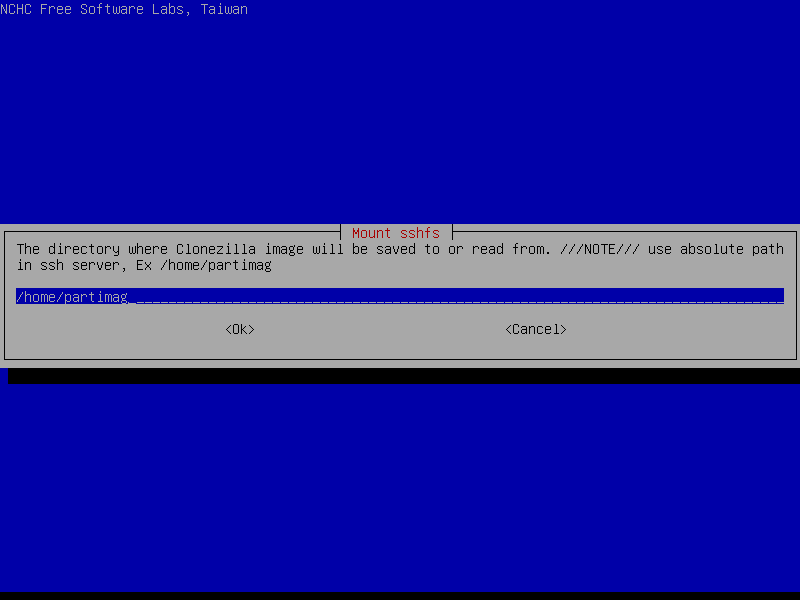 NCHC Free Software Labs, Taiwan
Mount sshfs
The directory where Clonezilla image will be saved to or read from. ///NOTE/// use absolute path
in ssh server, Ex /home/partimag
/home/partimag
<Ok> <Cancel>